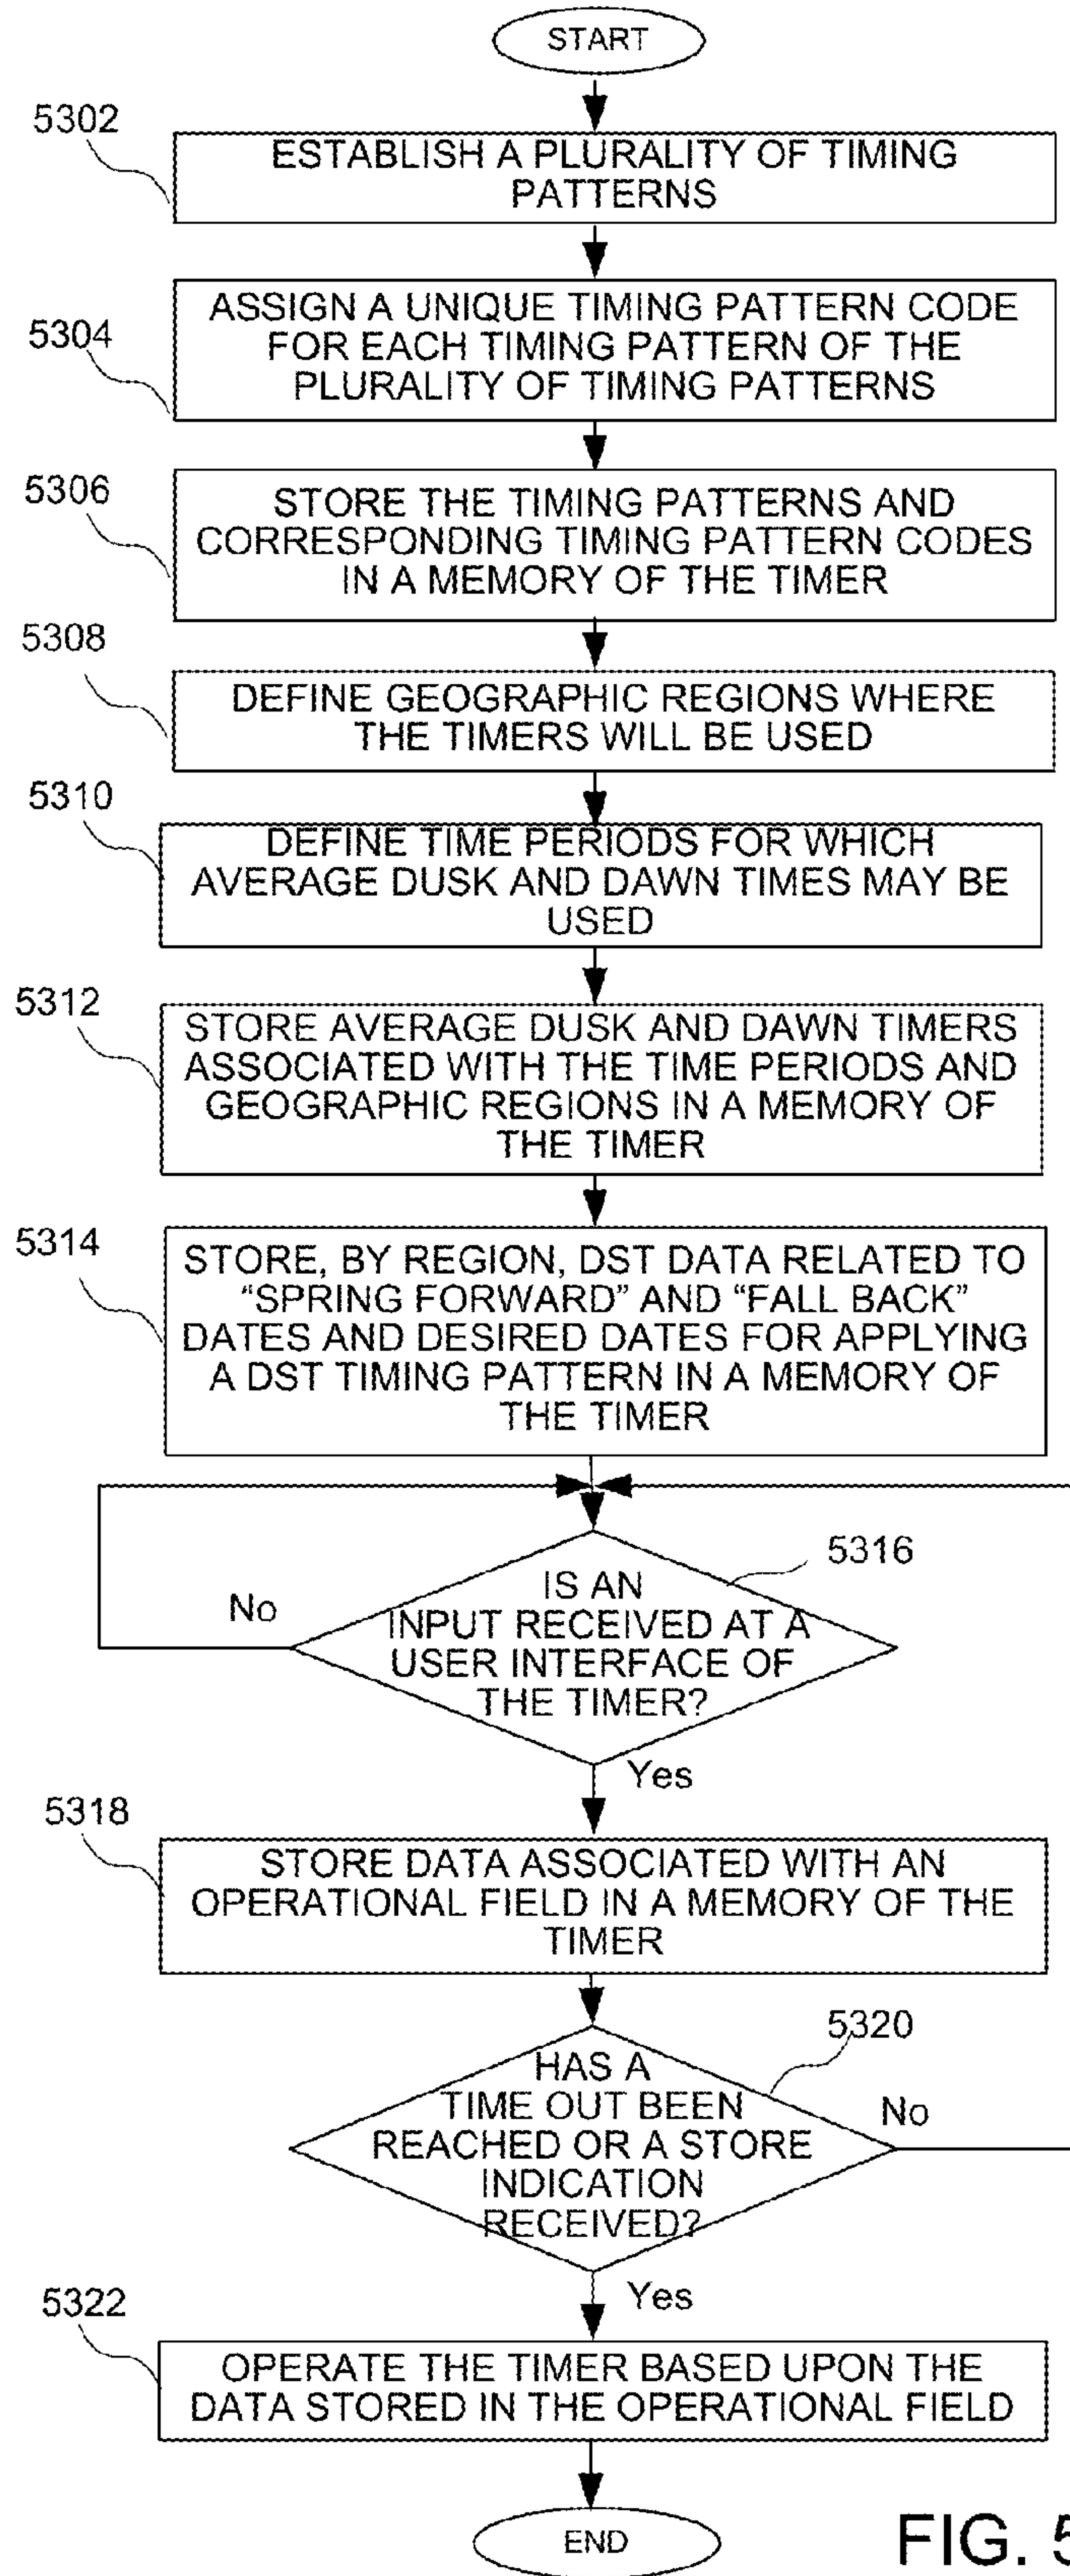 START
5302
ESTABLISH A PLURALITY OF TIMING
PATTERNS
5304
ASSIGN A UNIQUE TIMING PATTERN CODE
FOR EACH TIMING PATTERN OF THE
PLURALITY OF TIMING PATTERNS
5306
STORE THE TIMING PATTERNS AND
CORRESPONDING TIMING PATTERN CODES
IN A MEMORY OF THE TIMER
5308
DEFINE GEOGRAPHIC REGIONS WHERE
THE TIMERS WILL BE USED
5310
DEFINE TIME PERIODS FOR WHICH
AVERAGE DUSK AND DAWN TIMES MAY BE
USED
5312
STORE AVERAGE DUSK AND DAWN TIMERS
ASSOCIATED WITH THE TIME PERIODS AND
GEOGRAPHIC REGIONS IN A MEMORY OF
THE TIMER
5314
STORE, BY REGION, DST DATA RELATED TO
“SPRING FORWARD” AND “FALL BACK”
DATES AND DESIRED DATES FOR APPLYING
A DST TIMING PATTERN IN A MEMORY OF
THE TIMER
5316
No
IS AN
INPUT RECEIVED AT A
USER INTERFACE OF
THE TIMER?
Yes
5318
STORE DATA ASSOCIATED WITH AN
OPERATIONAL FIELD IN A MEMORY OF THE
TIMER
5320
HAS A
TIME OUT BEEN
REACHED OR A STORE
INDICATION
RECEIVED?
No
Yes
5322
OPERATE THE TIMER BASED UPON THE
DATA STORED IN THE OPERATIONAL FIELD
END
FIG. 5